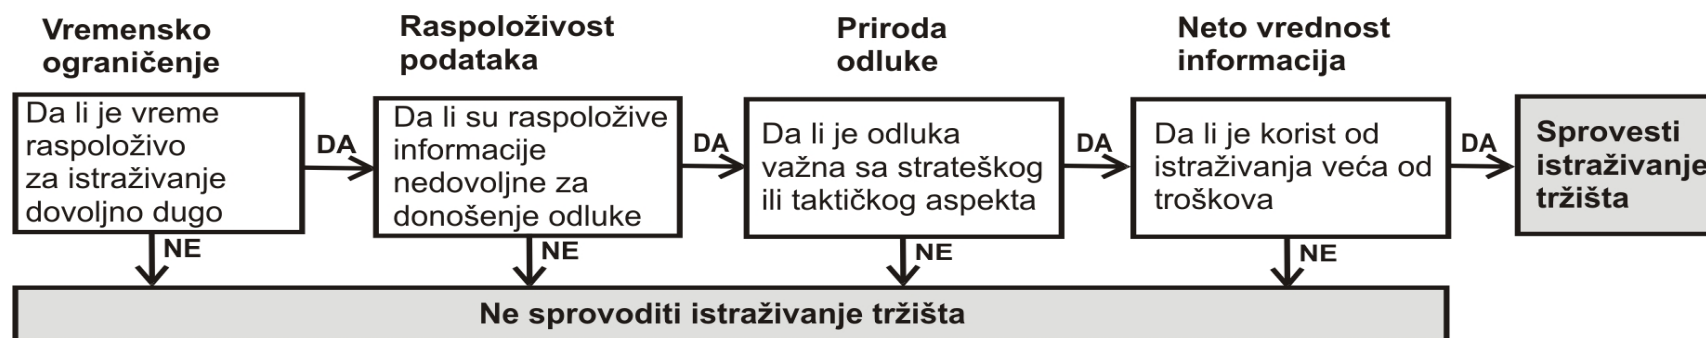 Vremensko
ograničenje
Raspoloživost
podataka
Priroda
odluke
Neto vrednost
informacija
Da li je vreme
raspoloživo
za istraživanje
dovoljno dugo
DA
Da li su raspoložive
informacije
nedovoljne za
donošenje odluke
DA
Da li je odluka
važna sa strateškog
ili taktičkog aspekta
DA
Da li je korist od
istraživanja veća od
troškova
DA
Sprovesti
istraživanje
tržišta
NE
NE
NE
NE
Ne sprovoditi istraživanje tržišta